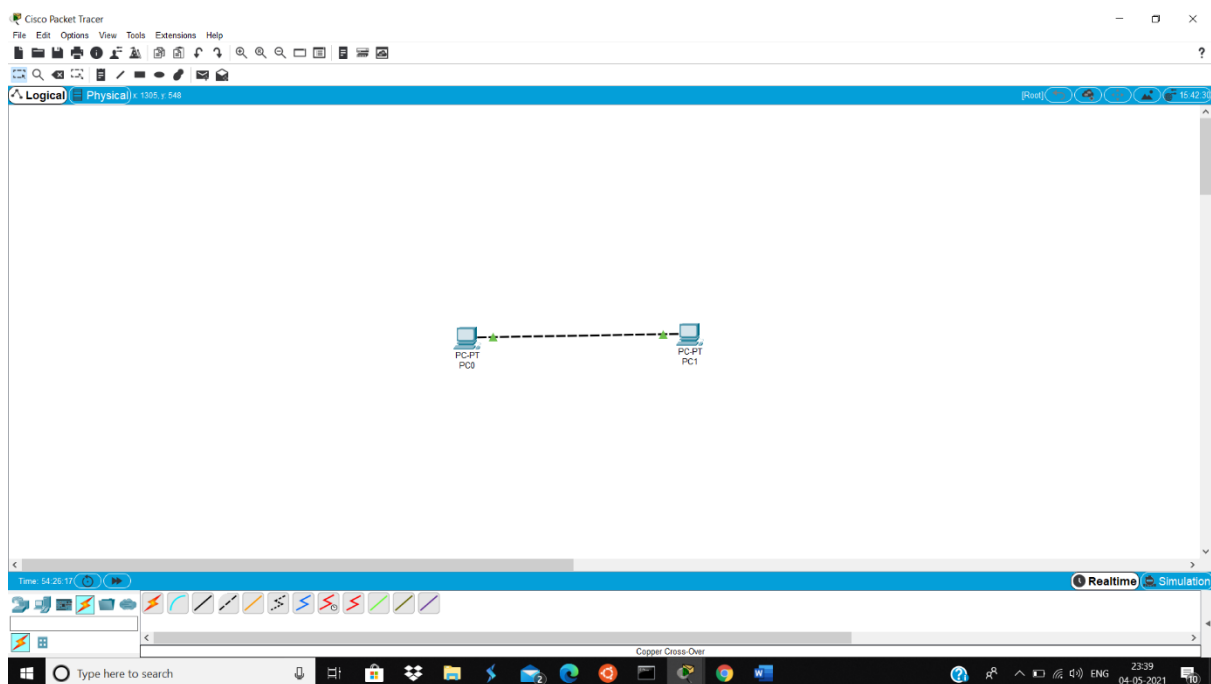 Cisco Packet Tracer
File Edit Options View Tools Extensions Help
?
Logical Physical x: 1305, y: 548 [Root] 15:42:30
PC-PT
PC0
PC-PT
PC1
Time: 54:26:17 Realtime Simulation
Copper Cross-Over
Type here to search
2
ENG
23:39
04-05-2021
10